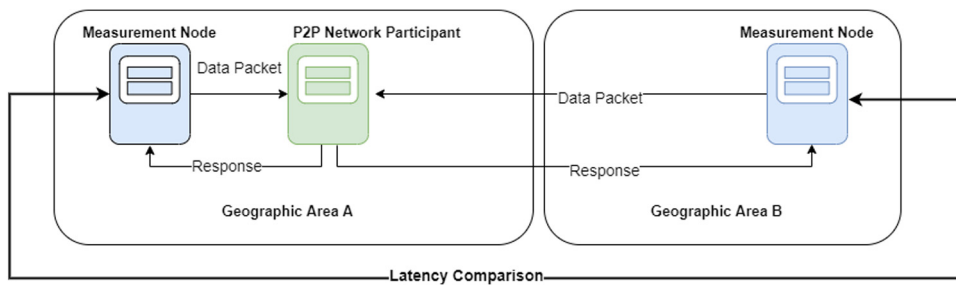 Measurement Node
P2P Network Participant
Measurement Node
Data Packet
Data Packet
Response
Response
Geographic Area A
Geographic Area B
Latency Comparison